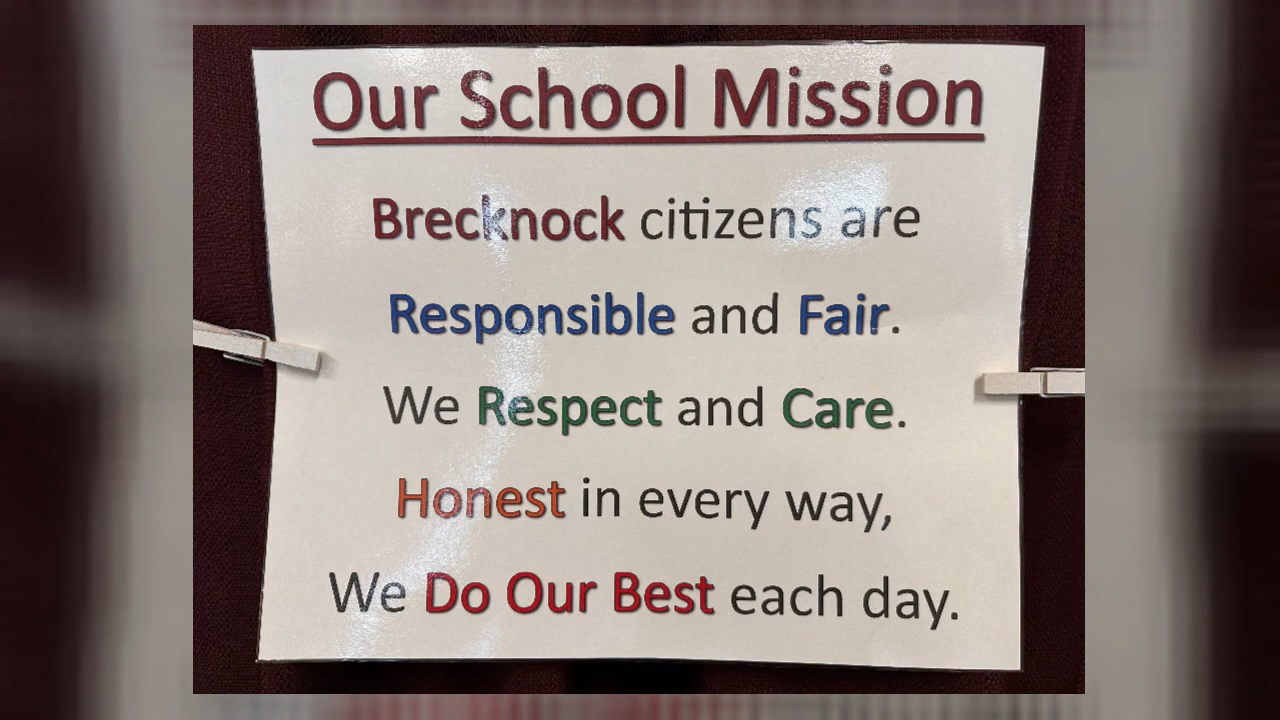 Our School Mission
Brecknock citizens are
Responsible and Fair.
We Respect and Care.
Honest in every way,
We Do Our Best each day.